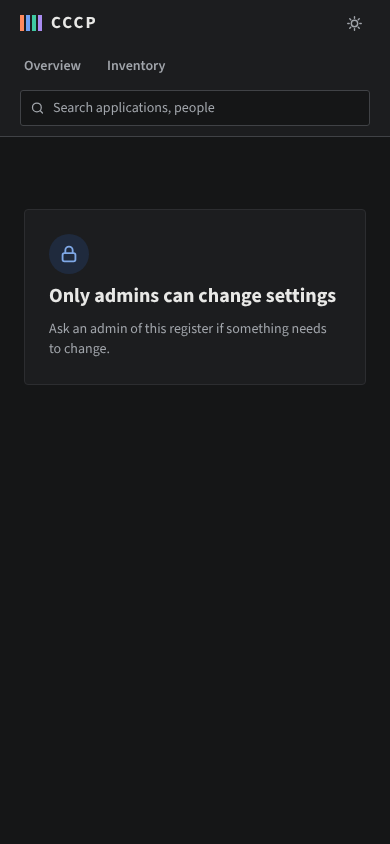 CCCP
Overview Inventory
Search applications, people
Only admins can change settings
Ask an admin of this register if something needs
to change.